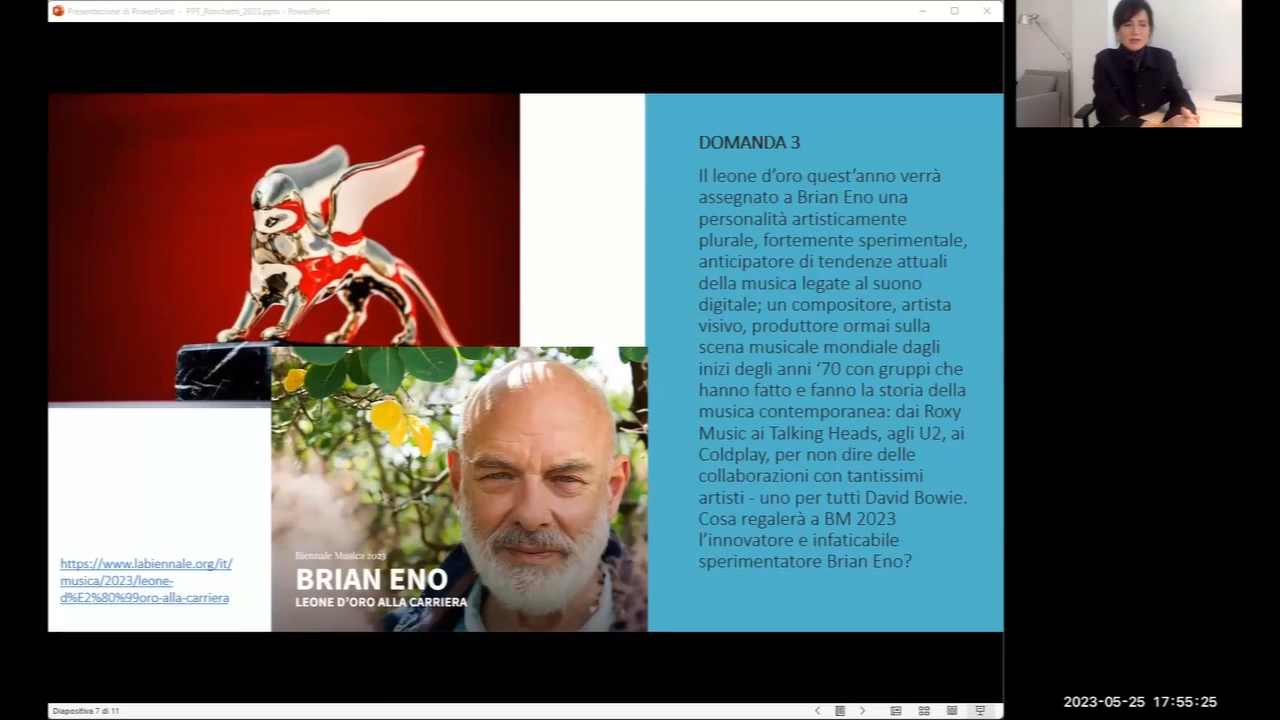 Presentazione di PowerPoint - PPT_Ronchetti_2023.pptx - PowerPoint
DOMANDA 3
Il leone d’oro quest’anno verrà
assegnato a Brian Eno una
personalità artisticamente
plurale, fortemente sperimentale,
anticipatore di tendenze attuali
della musica legate al suono
digitale; un compositore, artista
visivo, produttore ormai sulla
scena musicale mondiale dagli
inizi degli anni ‘70 con gruppi che
hanno fatto e fanno la storia della
musica contemporanea: dai Roxy
Music ai Talking Heads, agli U2, ai
Coldplay, per non dire delle
collaborazioni con tantissimi
artisti - uno per tutti David Bowie.
Cosa regalerà a BM 2023
l’innovatore e infaticabile
sperimentatore Brian Eno?
https://www.labiennale.org/it/
musica/2023/leone-
d%E2%80%99oro-alla-carriera
Biennale Musica 2023
BRIAN ENO
LEONE D’ORO ALLA CARRIERA
Diapositiva 7 di 11
2023-05-25 17:55:25